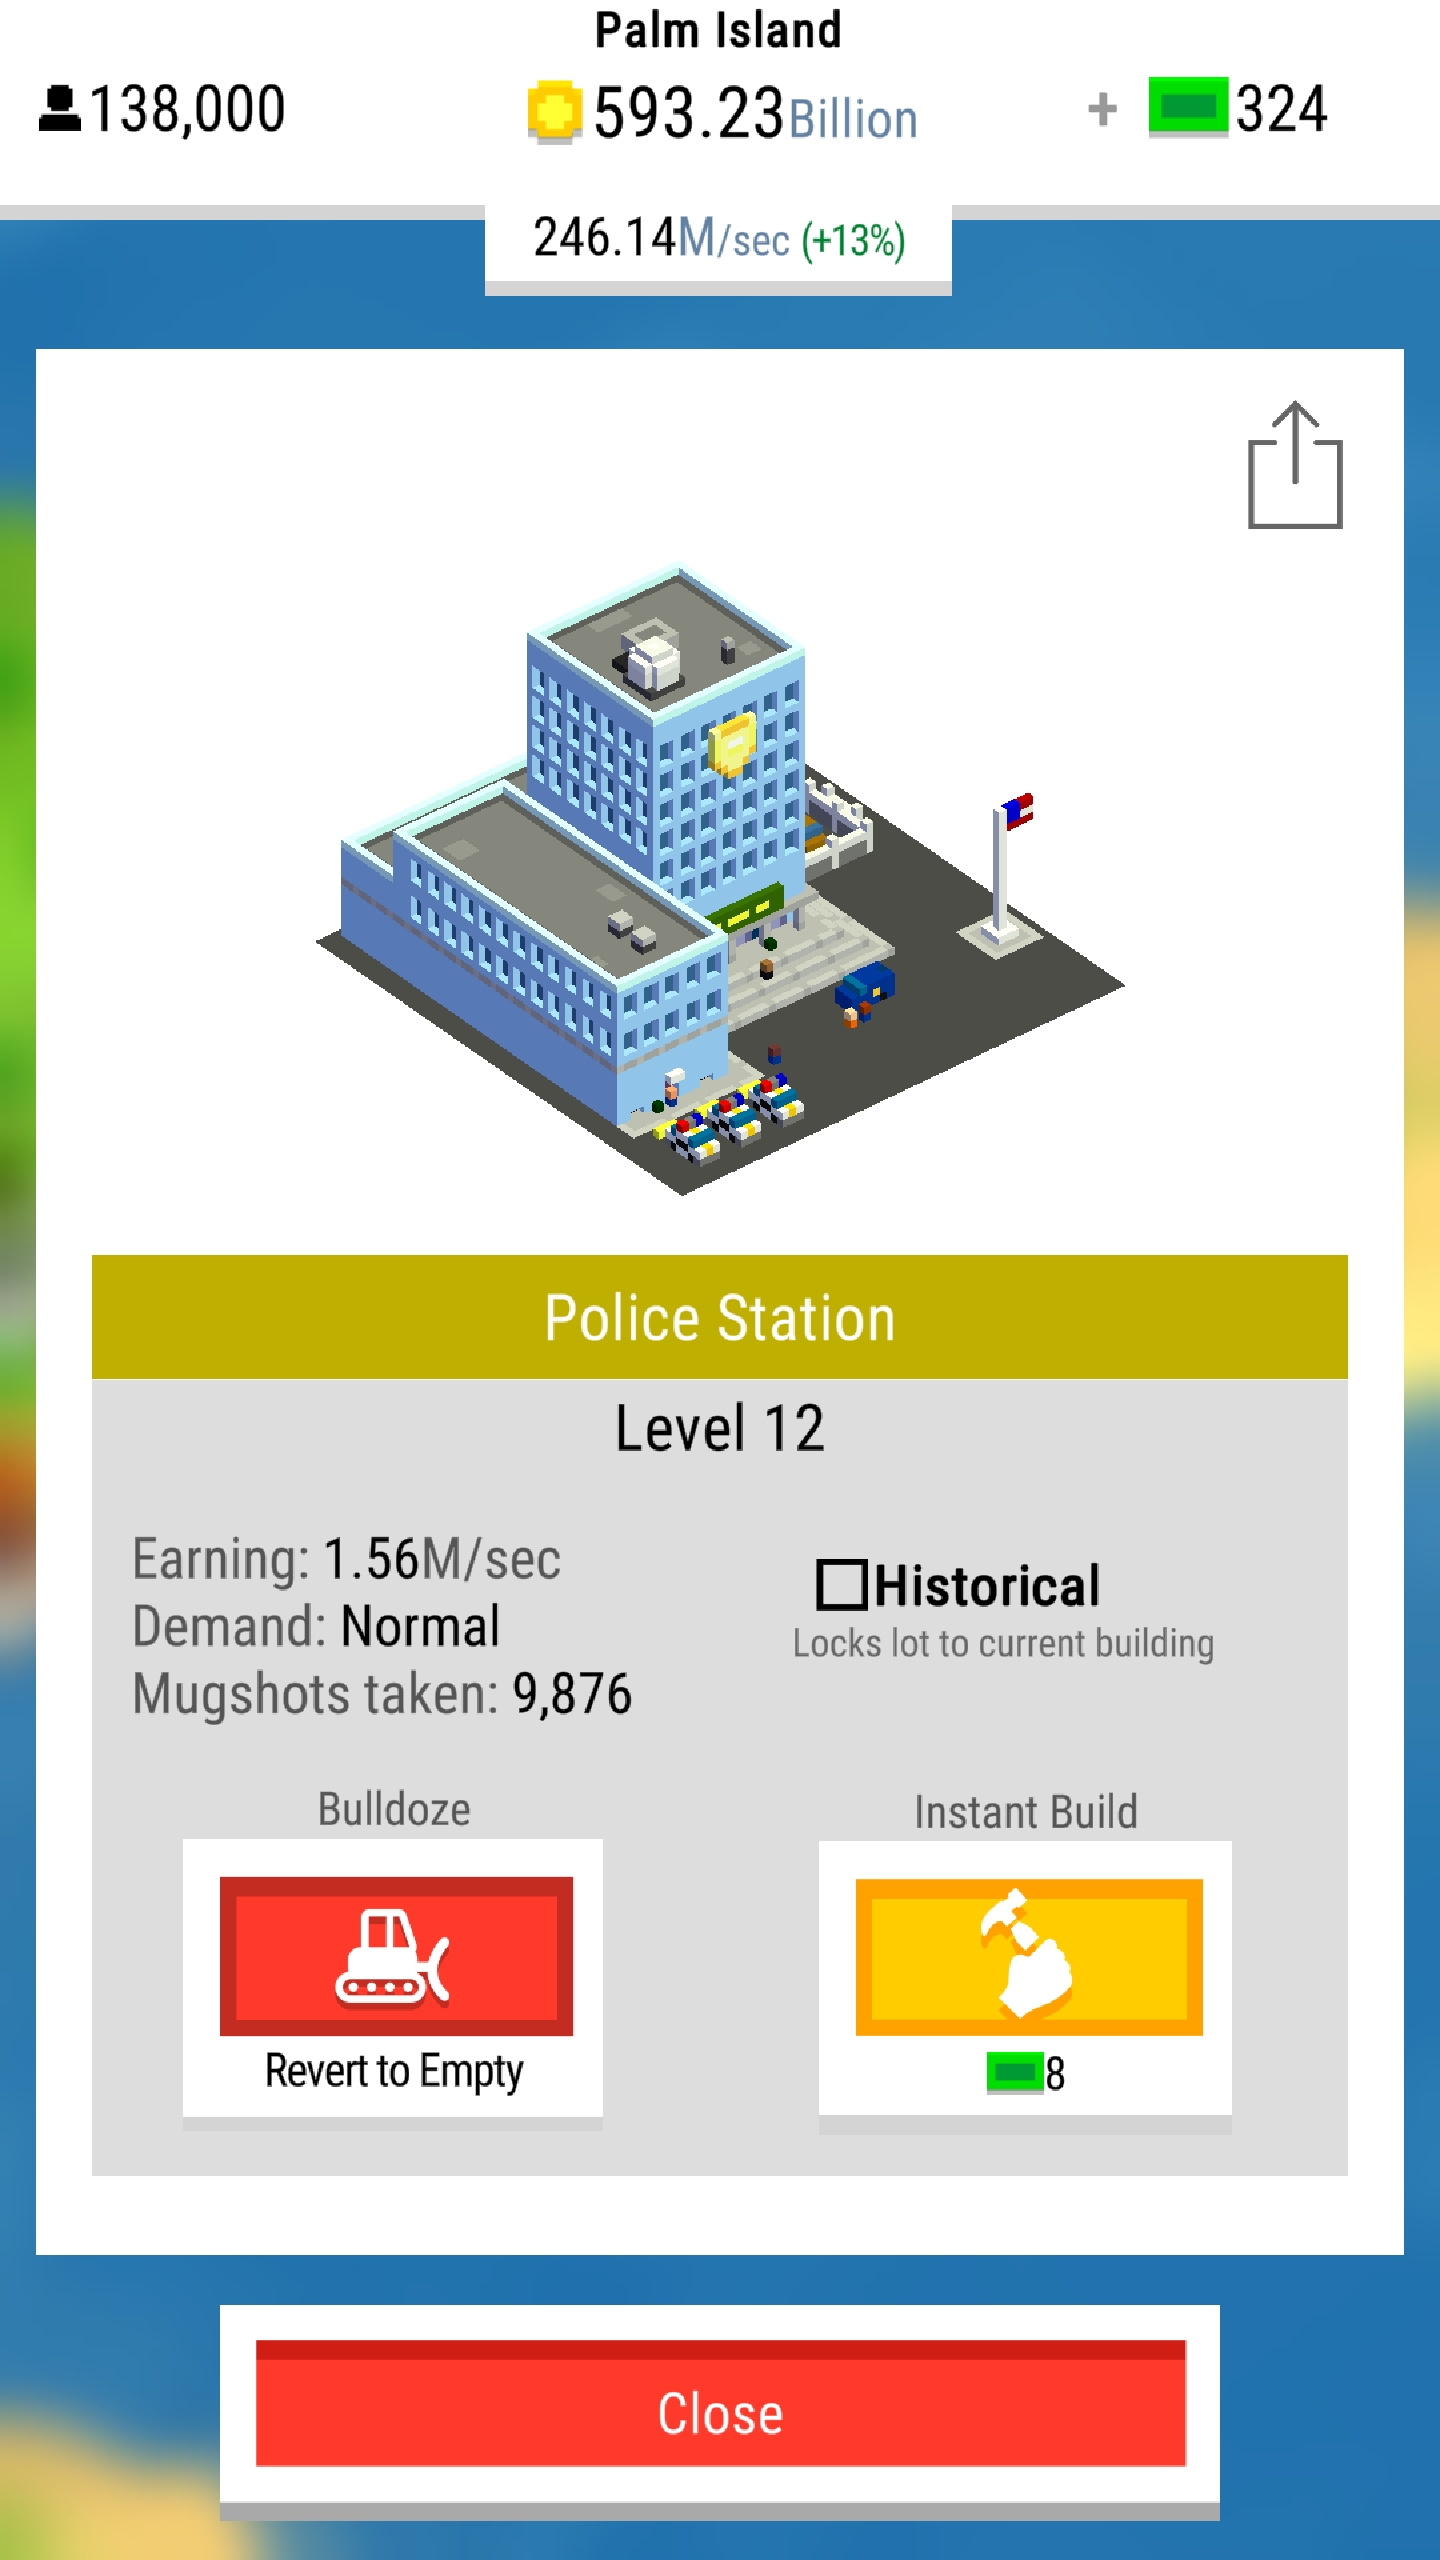 Palm Island
138,000
593.23Billion
+ 324
246.14M/sec (+13%)
Police Station
Level 12
Earning: 1.56M/sec
Demand: Normal
Mugshots taken: 9,876
Historical
Locks lot to current building
Bulldoze
Revert to Empty
Instant Build
8
Close